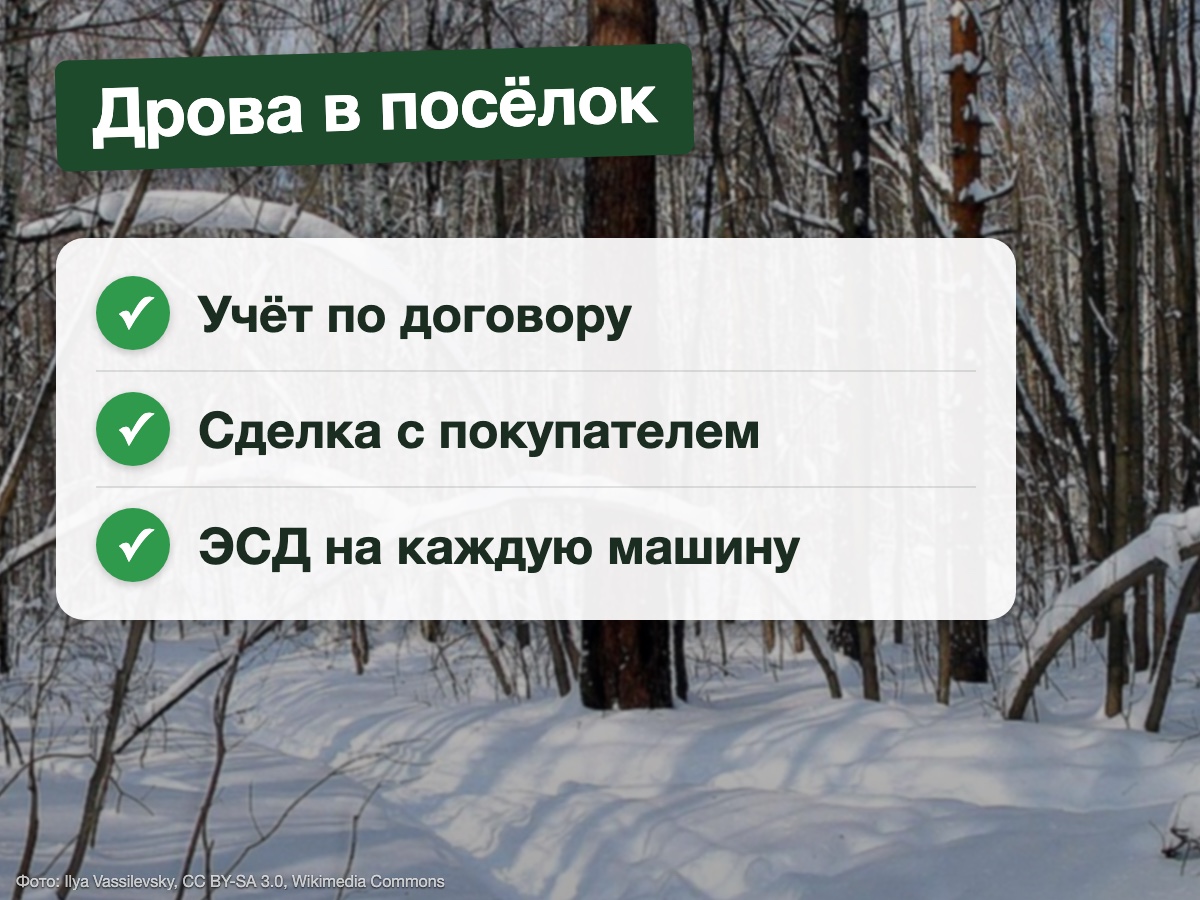 Дрова в посёлок
Учёт по договору
Сделка с покупателем
ЭСД на каждую машину
Фото: Ilya Vassilevsky, CC BY-SA 3.0, Wikimedia Commons